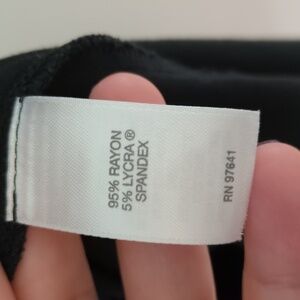 95% RAYON
5% LYCRA ®
SPANDEX
RN 97641